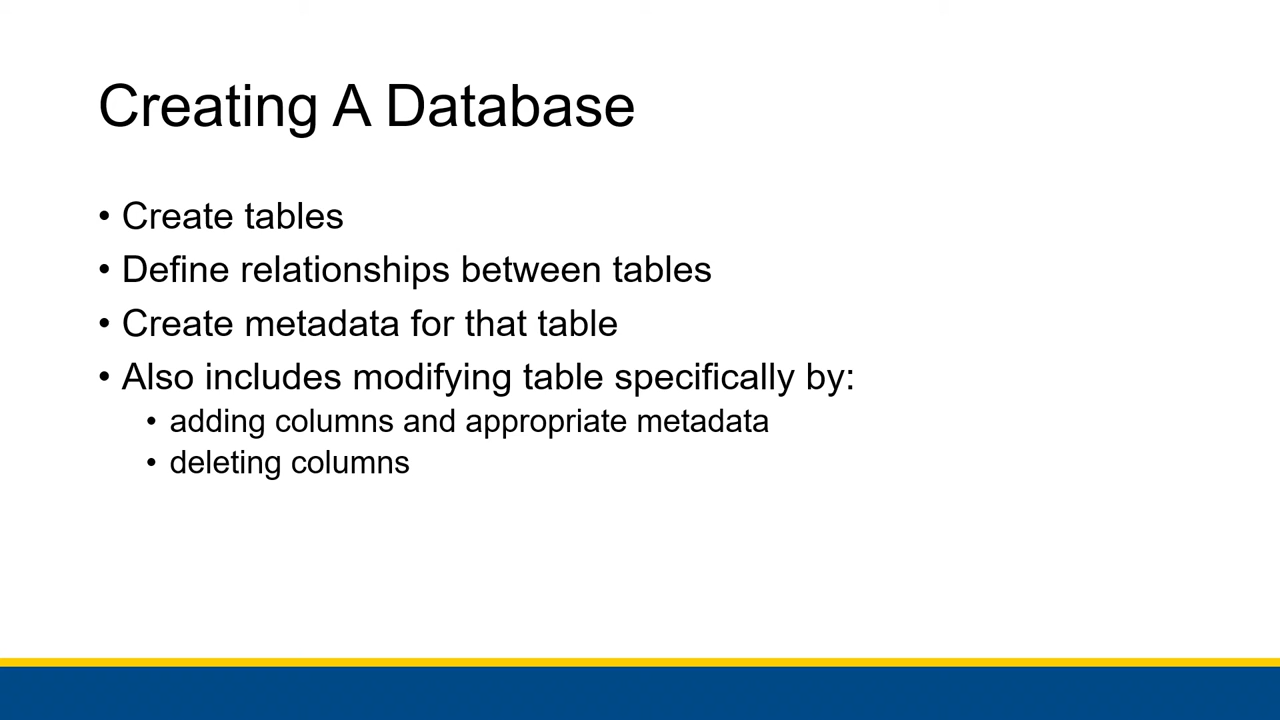 Creating A Database
• Create tables
• Define relationships between tables
• Create metadata for that table
• Also includes modifying table specifically by:
• adding columns and appropriate metadata
• deleting columns